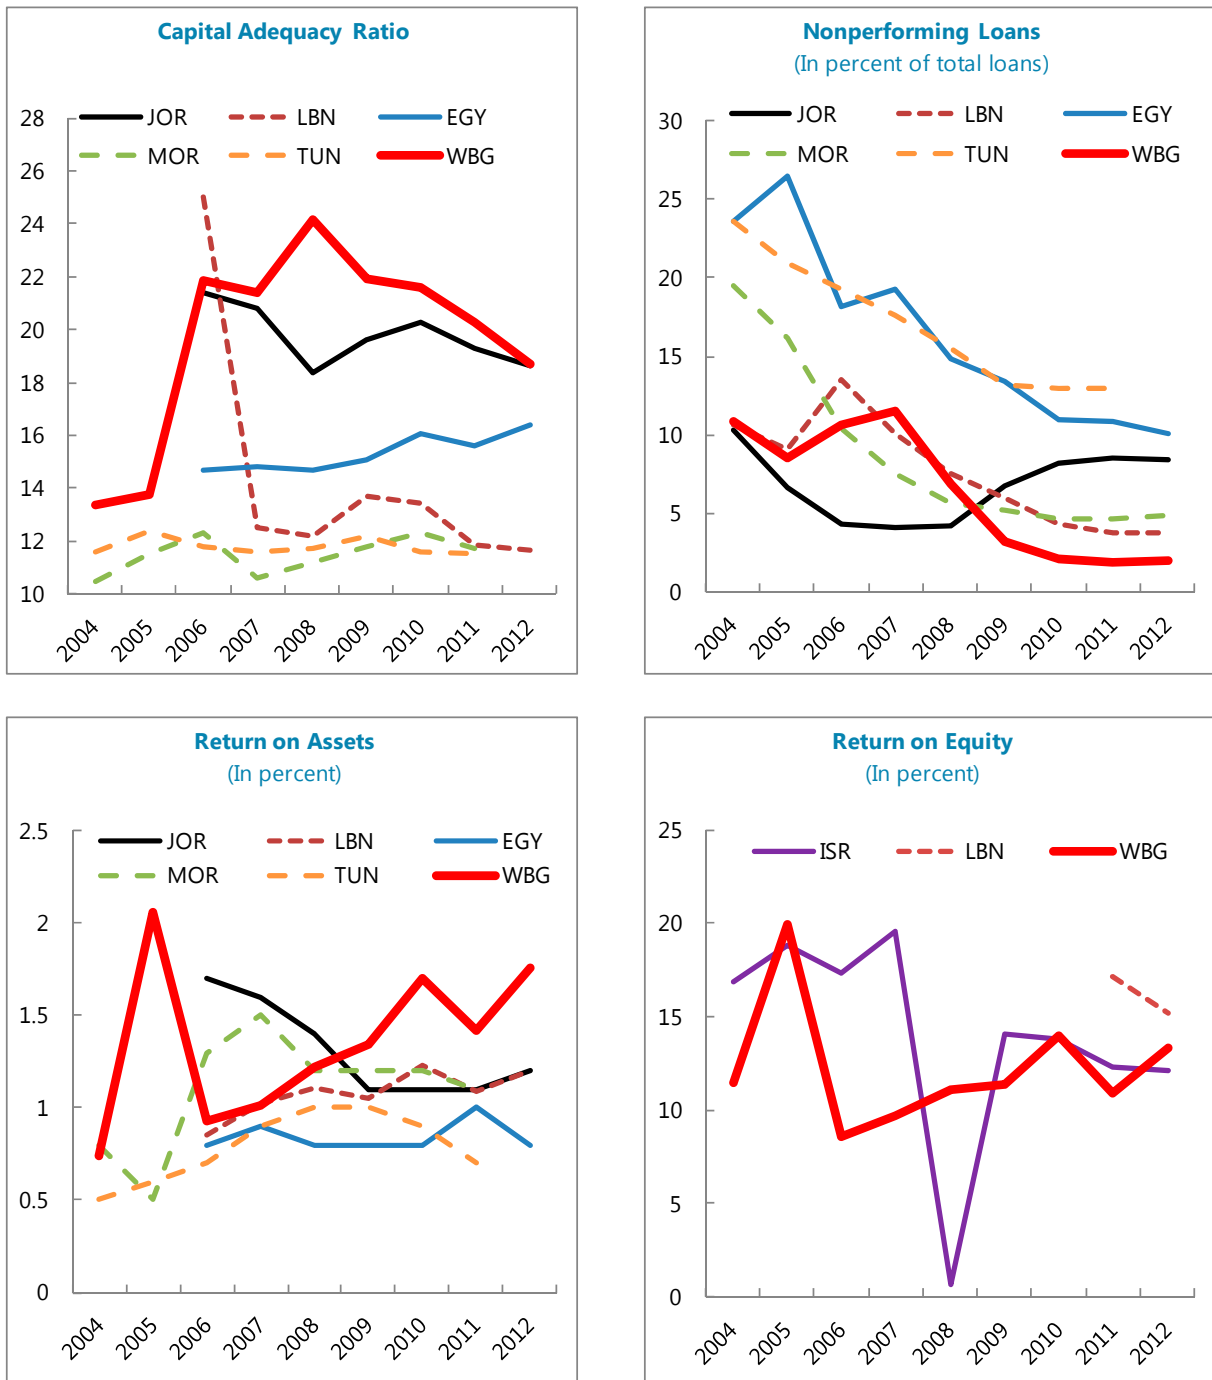 Capital Adequacy Ratio
28
26
24
22
20
18
16
14
12
10
JOR LBN EGY
MOR TUN WBG
2004 2005 2006 2007 2008 2009 2010 2011 2012
Nonperforming Loans
(In percent of total loans)
30
25
20
15
10
5
0
JOR LBN EGY
MOR TUN WBG
2004 2005 2006 2007 2008 2009 2010 2011 2012
Return on Assets
(In percent)
2.5
2
1.5
1
0.5
0
JOR LBN EGY
MOR TUN WBG
2004 2005 2006 2007 2008 2009 2010 2011 2012
Return on Equity
(In percent)
25
20
15
10
5
0
ISR LBN WBG
2004 2005 2006 2007 2008 2009 2010 2011 2012